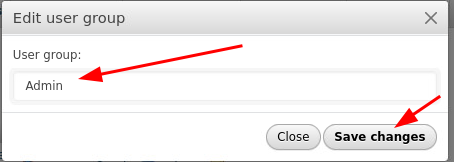 Edit user group
User group:
Admin
Close Save changes